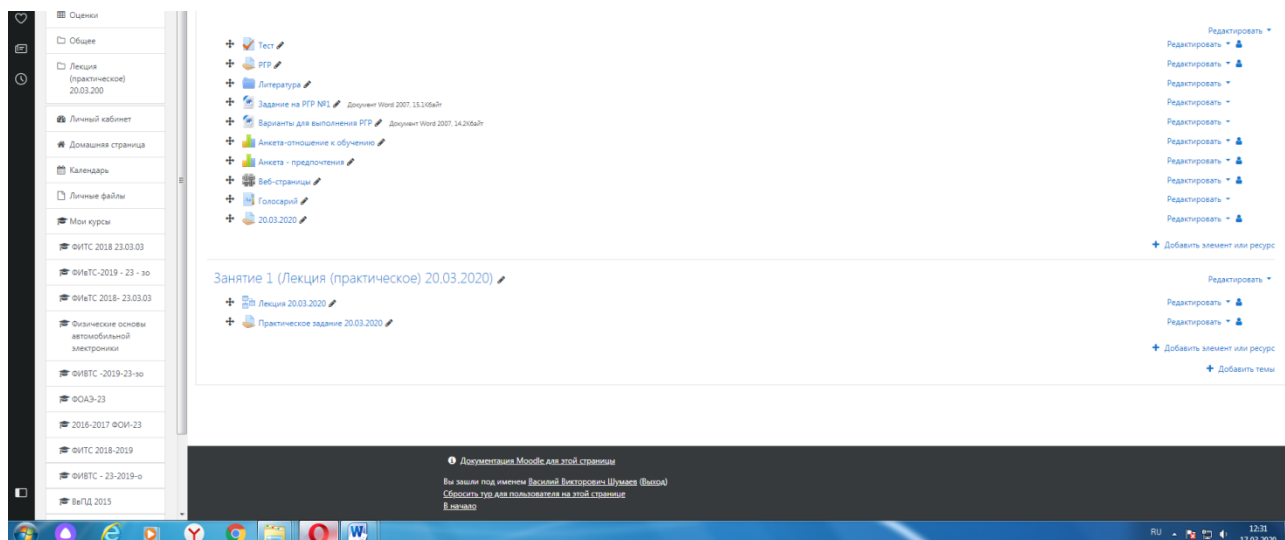 Оценки
Общее
Лекция
(практическое)
20.03.200
Личный кабинет
Домашняя страница
Календарь
Личные файлы
Мои курсы
ФИТС 2018 23.03.03
ФИвТС-2019 - 23 - зо
ФИвТС 2018- 23.03.03
Физические основы
автомобильной
электроники
ФИВТС -2019-23-зо
ФОАЭ-23
2016-2017 ФОИ-23
ФИТС 2018-2019
ФИВТС - 23-2019-о
ВвПД 2015
Редактировать
Тест Редактировать
РГР Редактировать
Литература Редактировать
Задание на РГР №1 Документ Word 2007, 15.1Кбайт Редактировать
Варианты для выполнения РГР Документ Word 2007, 14.2Кбайт Редактировать
Анкета-отношение к обучению Редактировать
Анкета - предпочтения Редактировать
Веб-страницы Редактировать
Голосарий Редактировать
20.03.2020 Редактировать
Добавить элемент или ресурс
Занятие 1 (Лекция (практическое) 20.03.2020) Редактировать
Лекция 20.03.2020 Редактировать
Практическое задание 20.03.2020 Редактировать
Добавить элемент или ресурс
Добавить темы
Документация Moodle для этой страницы
Вы зашли под именем Василий Викторович Шумаев (Выход)
Сбросить тур для пользователя на этой странице
В начало
RU 12:31
17.03.2020